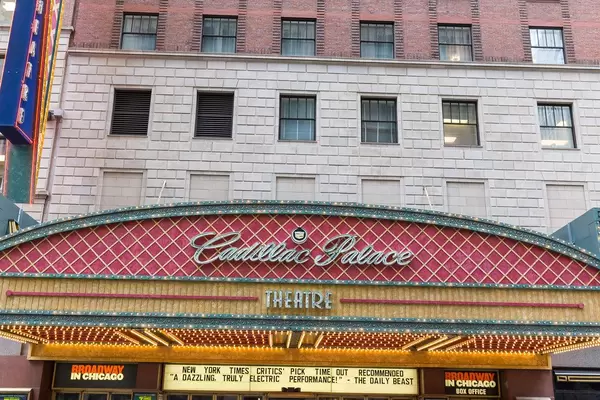 THEATRE
Cadillac Palace
THEATRE
BROADWAY
IN CHICAGO
NEW YORK TIMES CRITICS' PICK TIME OUT RECOMMENDED
"A DAZZLING, TRULY ELECTRIC PERFORMANCE!" - THE DAILY BEAST
BROADWAY
IN CHICAGO
BOX OFFICE